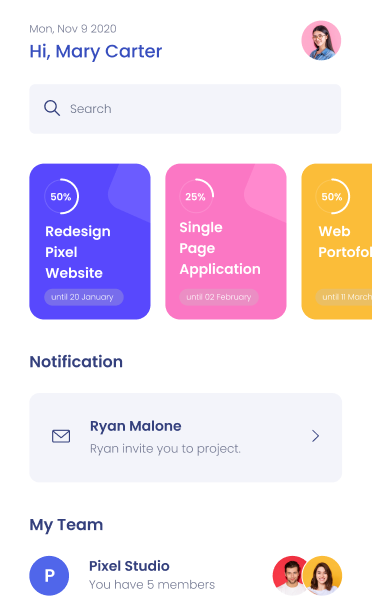 Mon, Nov 9 2020
Hi, Mary Carter
Search
50%
Redesign
Pixel
Website
until 20 January
25%
Single
Page
Application
until 02 February
50%
Web
Portofol
until 11 March
Notification
Ryan Malone
Ryan invite you to project.
My Team
P
Pixel Studio
You have 5 members